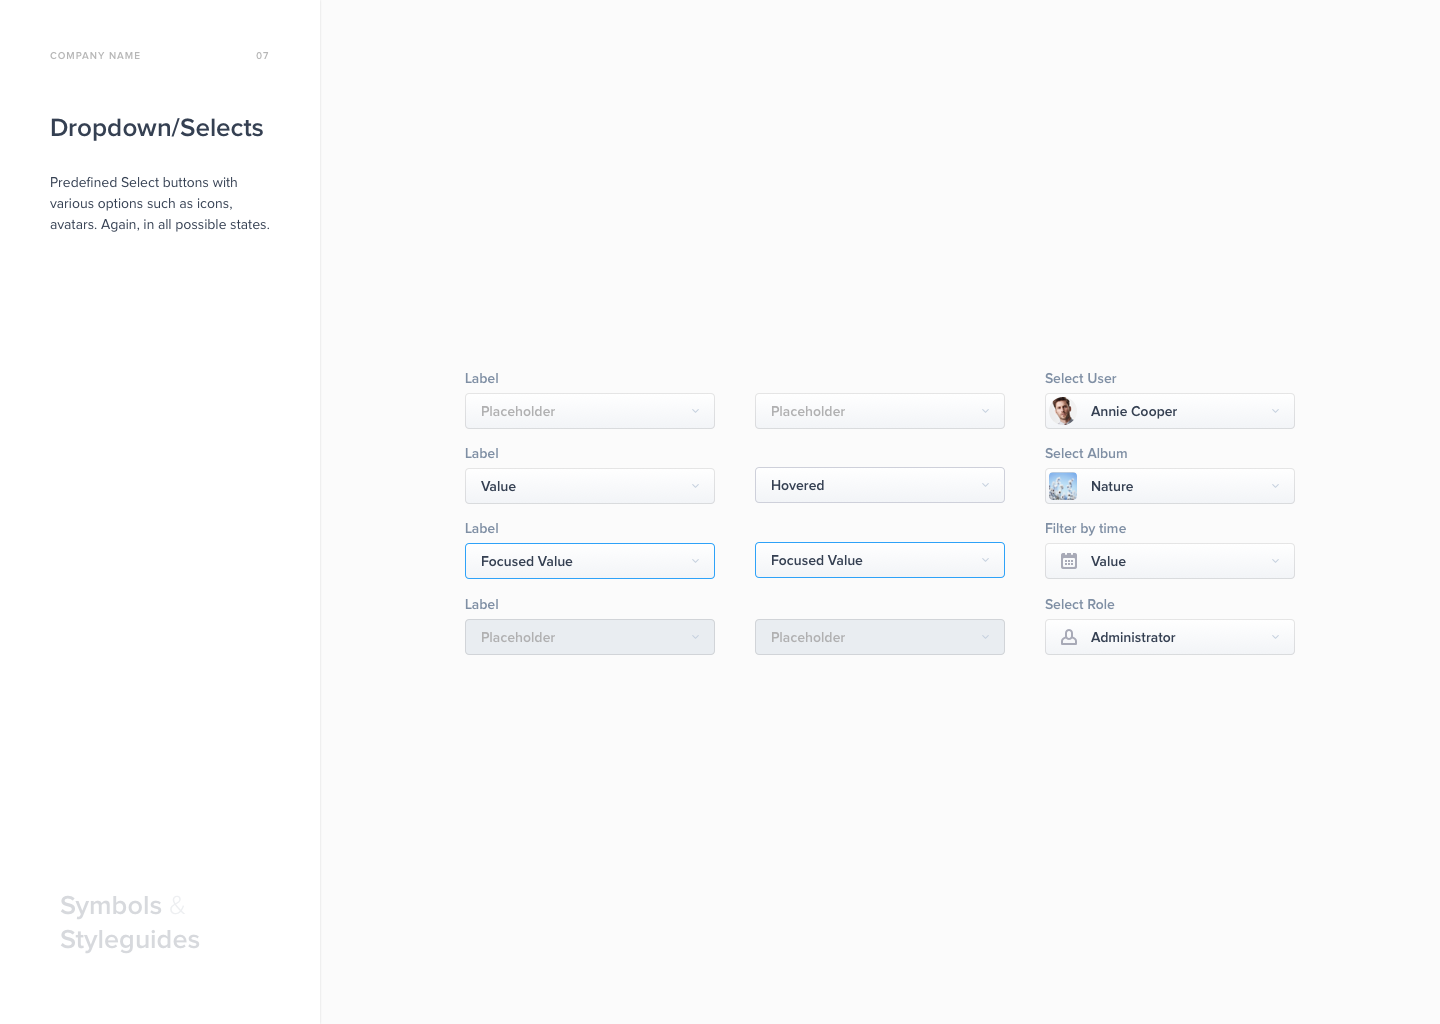 COMPANY NAME 07
Dropdown/Selects
Predefined Select buttons with
various options such as icons,
avatars. Again, in all possible states.
Label
Placeholder
Label
Value
Label
Focused Value
Label
Placeholder
Placeholder
Hovered
Focused Value
Placeholder
Select User
Annie Cooper
Select Album
Nature
Filter by time
Value
Select Role
Administrator
Symbols &
Styleguides